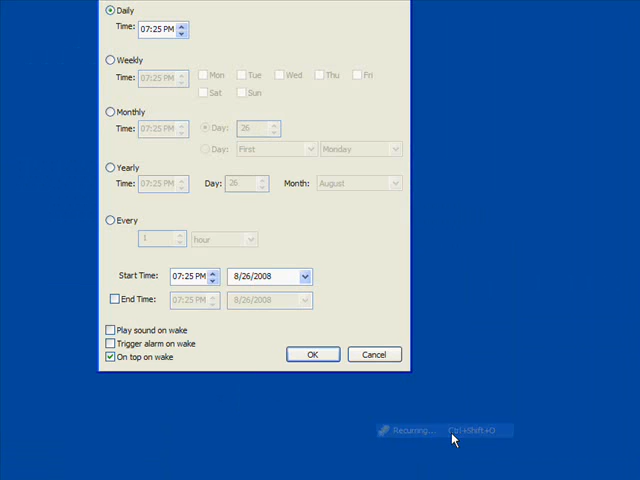 Daily
Time: 07:25 PM
Weekly
Time: 07:25 PM Mon Tue Wed Thu Fri
Sat Sun
Monthly
Time: 07:25 PM Day: 26
Day: First Monday
Yearly
Time: 07:25 PM Day: 26 Month: August
Every
1 hour
Start Time: 07:25 PM 8/26/2008
End Time: 07:25 PM 8/26/2008
Play sound on wake
Trigger alarm on wake
On top on wake
OK Cancel
Recurring... Ctrl+Shift+O